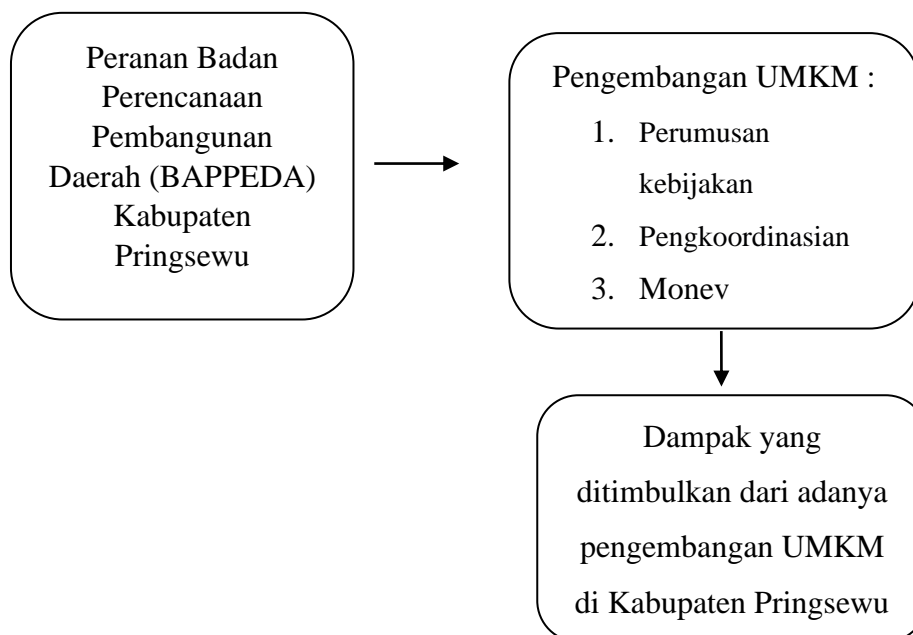 Peranan Badan
Perencanaan
Pembangunan
Daerah (BAPPEDA)
Kabupaten
Pringsewu
Pengembangan UMKM :
1. Perumusan
kebijakan
2. Pengkoordinasian
3. Monev
Dampak yang
ditimbulkan dari adanya
pengembangan UMKM
di Kabupaten Pringsewu